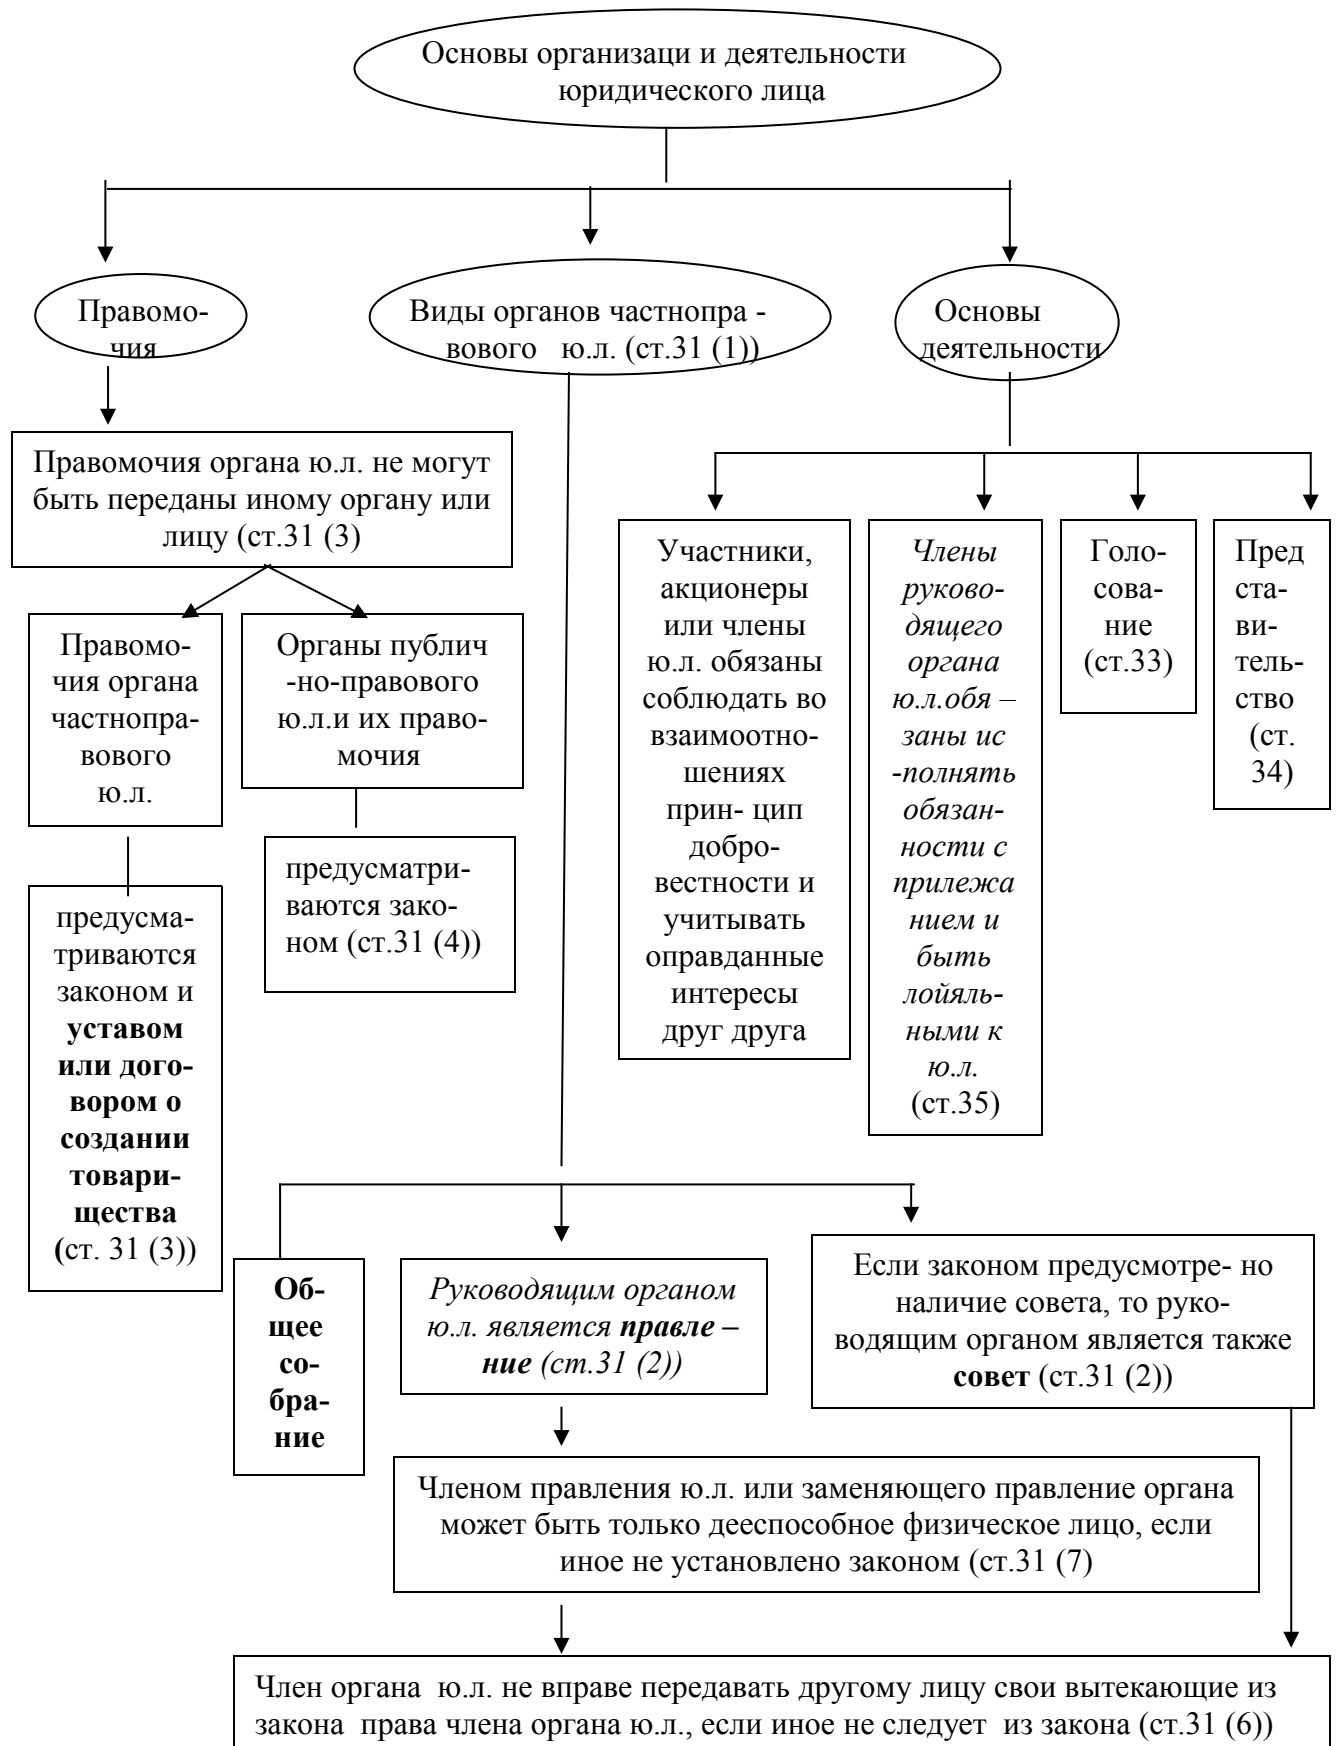 Основы организаци и деятельности
юридического лица
Правомо-
чия
Виды органов частнопра -
вового ю.л. (ст.31 (1))
Основы
деятельности
Правомочия органа ю.л. не могут
быть переданы иному органу или
лицу (ст.31 (3)
Правомо-
чия органа
частнопра-
вового
ю.л.
Органы публич
-но-правового
ю.л.и их право-
мочия
предусма-
триваются
законом и
уставом
или дого-
вором о
создании
товари-
щества
(ст. 31 (3))
предусматри-
ваются зако-
ном (ст.31 (4))
Участники,
акционеры
или члены
ю.л. обязаны
соблюдать во
взаимоотно-
шениях
прин- цип
добро-
вестности и
учитывать
оправданные
интересы
друг друга
Члены
руково-
дящего
органа
ю.л.обя –
заны ис
-полнять
обязан-
ности с
прилежа
нием и
быть
лойяль-
ными к
ю.л.
(ст.35)
Голо-
сова-
ние
(ст.33)
Пред
ста-
ви-
тель-
ство
(ст.
34)
Об-
щее
со-
бра-
ние
Руководящим органом
ю.л. является правле –
ние (ст.31 (2))
Если законом предусмотре- но
наличие совета, то руко-
водящим органом является также
совет (ст.31 (2))
Членом правления ю.л. или заменяющего правление органа
может быть только дееспособное физическое лицо, если
иное не установлено законом (ст.31 (7)
Член органа ю.л. не вправе передавать другому лицу свои вытекающие из
закона права члена органа ю.л., если иное не следует из закона (ст.31 (6))